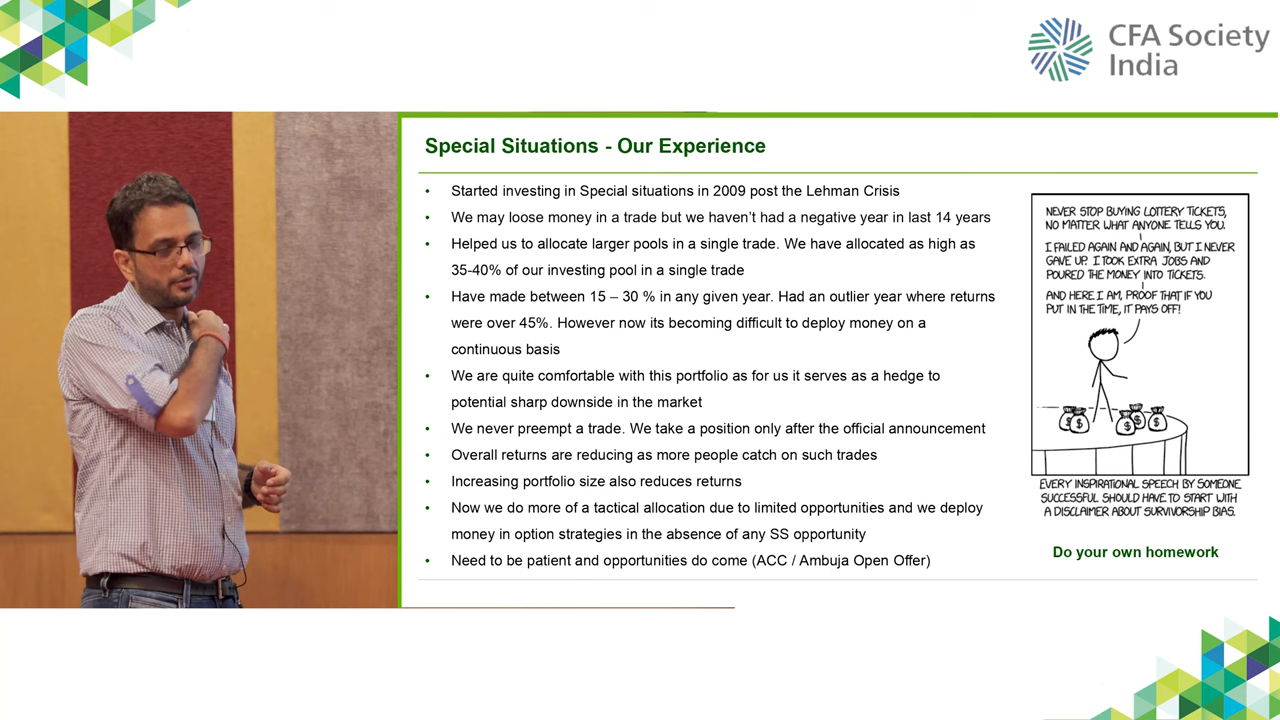 CFA Society
India
Special Situations - Our Experience
• Started investing in Special situations in 2009 post the Lehman Crisis
• We may loose money in a trade but we haven’t had a negative year in last 14 years
• Helped us to allocate larger pools in a single trade. We have allocated as high as
35-40% of our investing pool in a single trade
• Have made between 15 – 30 % in any given year. Had an outlier year where returns
were over 45%. However now its becoming difficult to deploy money on a
continuous basis
• We are quite comfortable with this portfolio as for us it serves as a hedge to
potential sharp downside in the market
• We never preempt a trade. We take a position only after the official announcement
• Overall returns are reducing as more people catch on such trades
• Increasing portfolio size also reduces returns
• Now we do more of a tactical allocation due to limited opportunities and we deploy
money in option strategies in the absence of any SS opportunity
• Need to be patient and opportunities do come (ACC / Ambuja Open Offer)
NEVER STOP BUYING LOTTERY TICKETS,
NO MATTER WHAT ANYONE TELLS YOU.
I FAILED AGAIN AND AGAIN, BUT I NEVER
GAVE UP. I TOOK EXTRA JOBS AND
POURED THE MONEY INTO TICKETS.
AND HERE I AM, PROOF THAT IF YOU
PUT IN THE TIME, IT PAYS OFF!
$ $ $ $ $
EVERY INSPIRATIONAL SPEECH BY SOMEONE
SUCCESSFUL SHOULD HAVE TO START WITH
A DISCLAIMER ABOUT SURVIVORSHIP BIAS.
Do your own homework